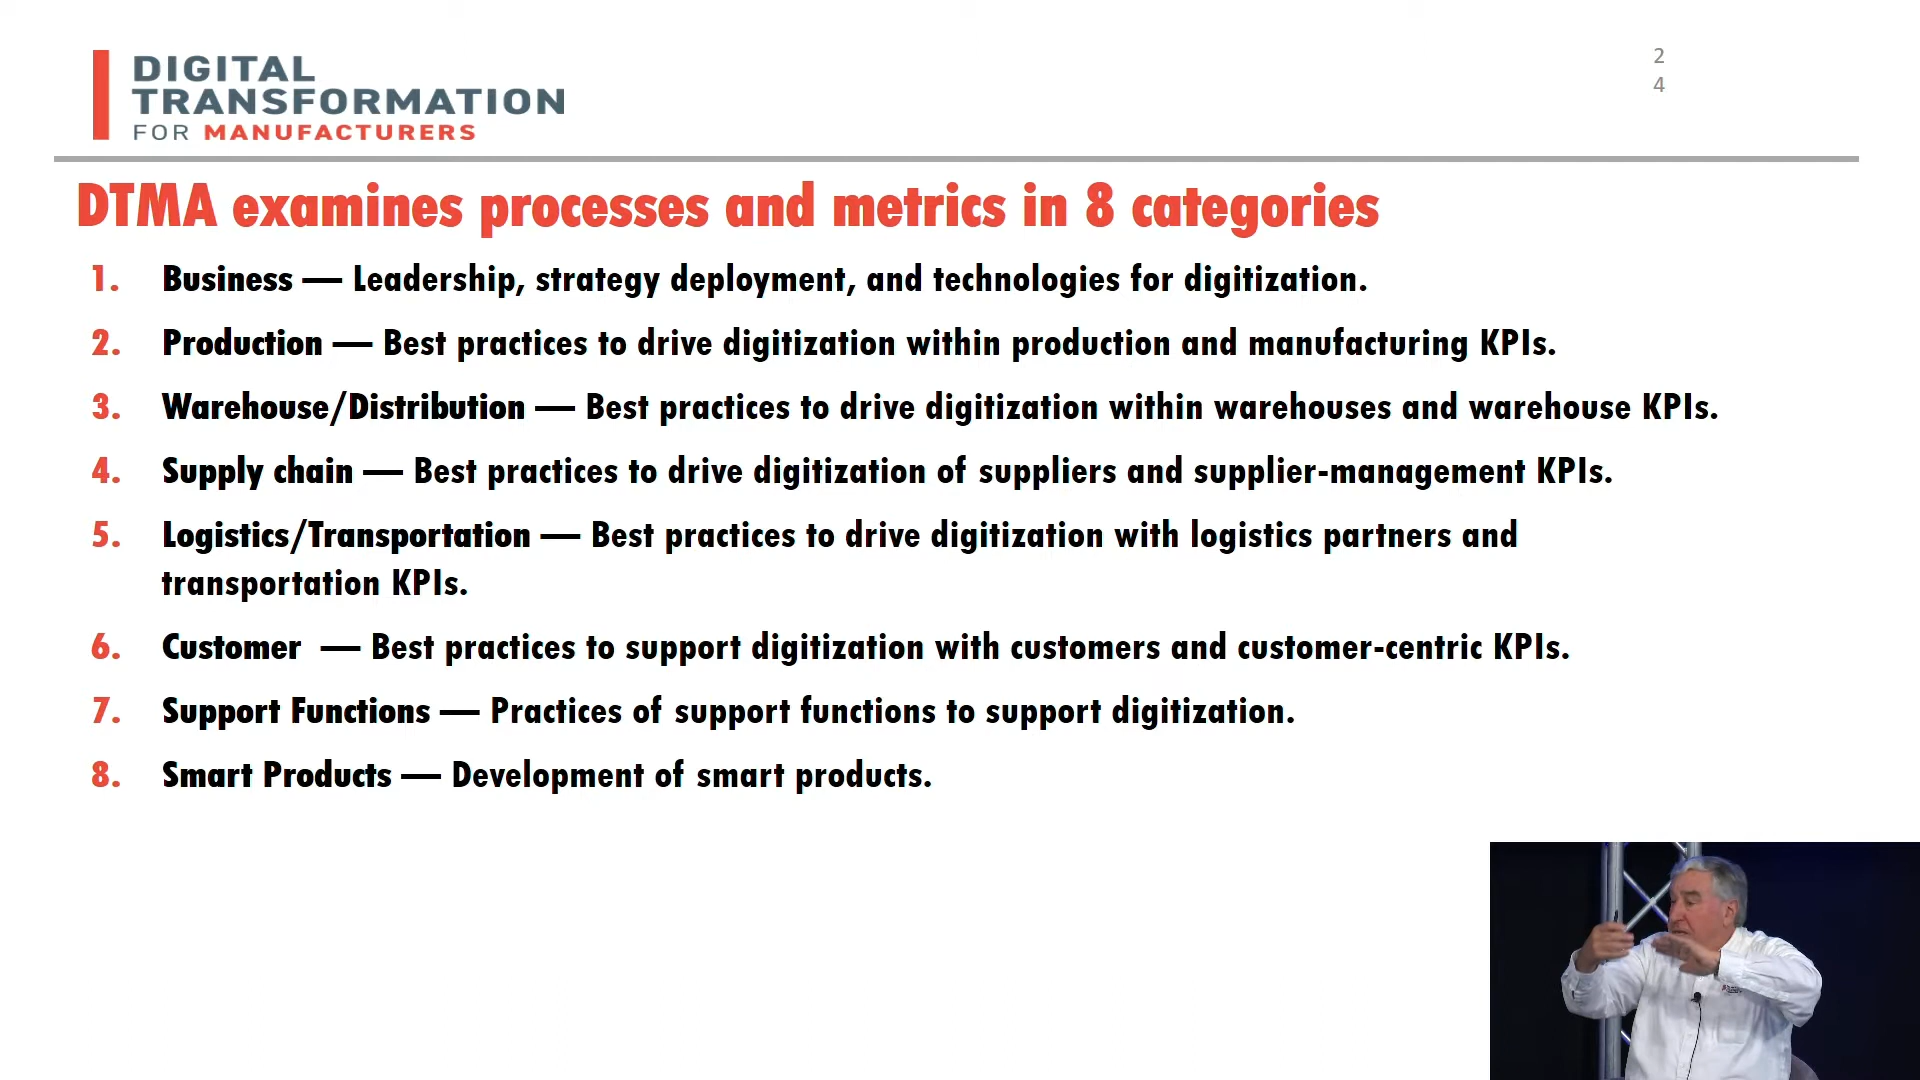 DIGITAL
TRANSFORMATION
FOR MANUFACTURERS
2
4
DTMA examines processes and metrics in 8 categories
1. Business — Leadership, strategy deployment, and technologies for digitization.
2. Production — Best practices to drive digitization within production and manufacturing KPIs.
3. Warehouse/Distribution — Best practices to drive digitization within warehouses and warehouse KPIs.
4. Supply chain — Best practices to drive digitization of suppliers and supplier-management KPIs.
5. Logistics/Transportation — Best practices to drive digitization with logistics partners and
transportation KPIs.
6. Customer — Best practices to support digitization with customers and customer-centric KPIs.
7. Support Functions — Practices of support functions to support digitization.
8. Smart Products — Development of smart products.